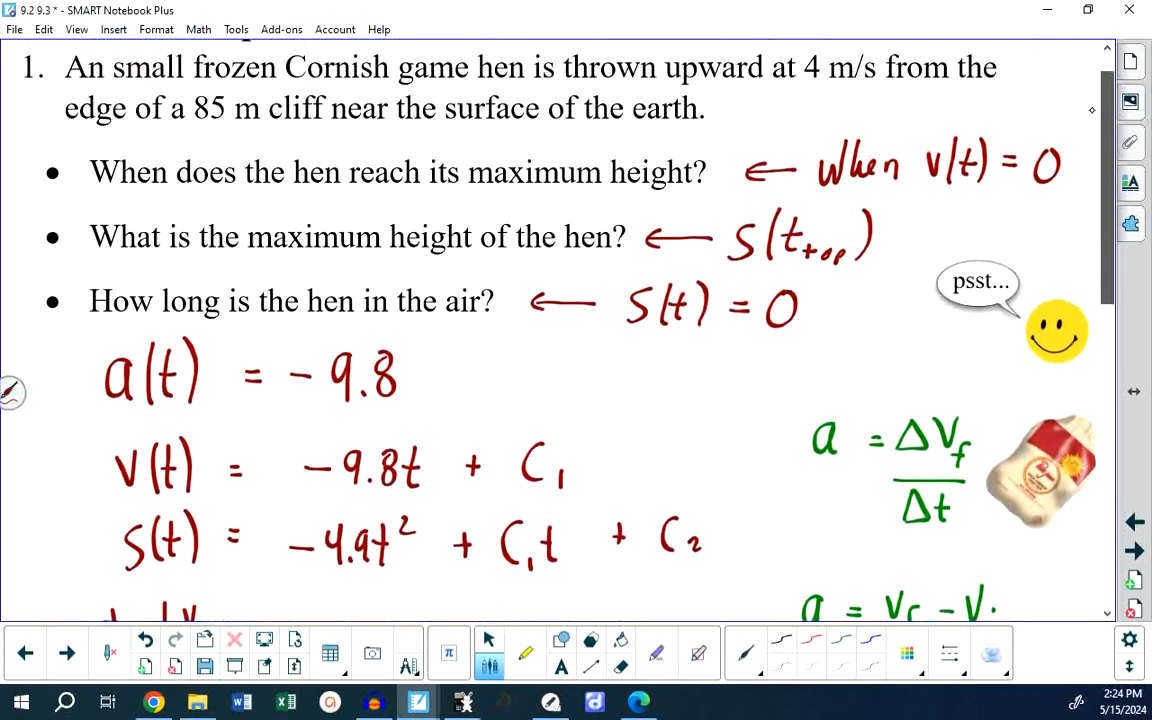 9.2 9.3 * - SMART Notebook Plus
File Edit View Insert Format Math Tools Add-ons Account Help
1. An small frozen Cornish game hen is thrown upward at 4 m/s from the
edge of a 85 m cliff near the surface of the earth.
• When does the hen reach its maximum height? ← When v(t) = 0
• What is the maximum height of the hen? ← s(t_top)
psst...
• How long is the hen in the air? ← s(t) = 0
a(t) = -9.8
a = ΔV_f / Δt
v(t) = -9.8t + C₁
s(t) = -4.9t² + C₁t + C₂
a = V_f - V
2:24 PM
5/15/2024